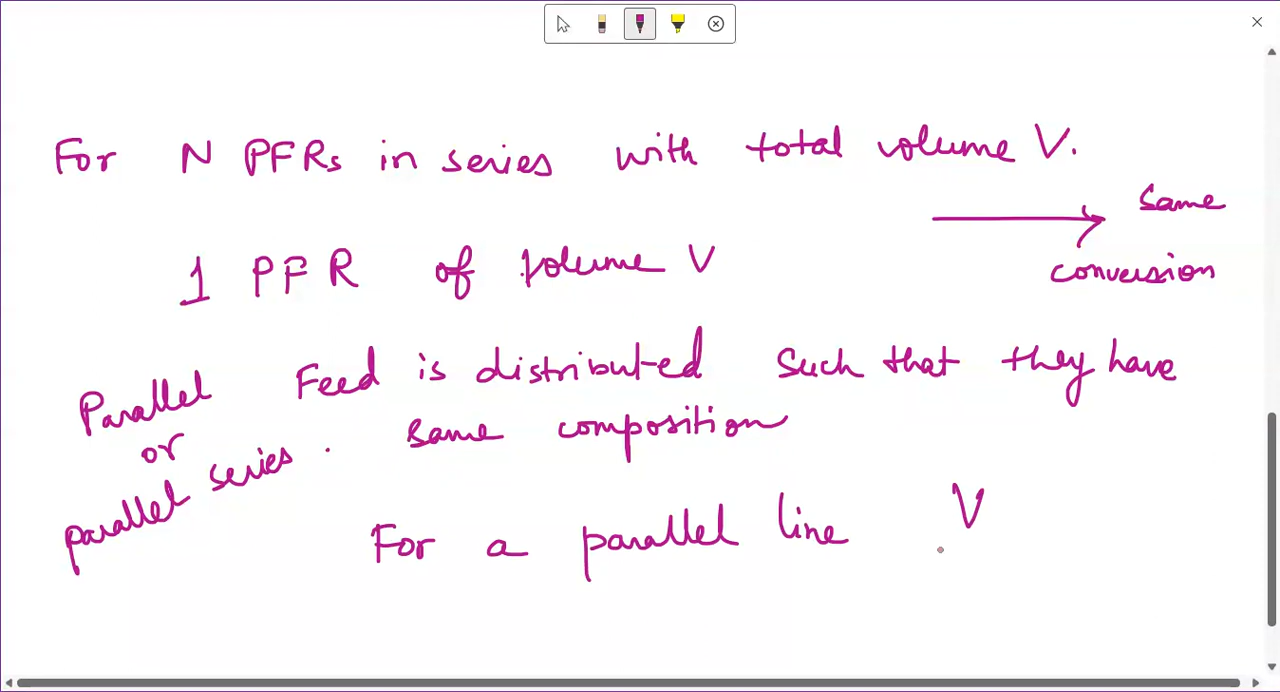 For N PFRs in series with total volume V.
same
1 PFR of volume V
conversion
Parallel
or
parallel series.
Feed is distributed such that they have
same composition
For a parallel line V